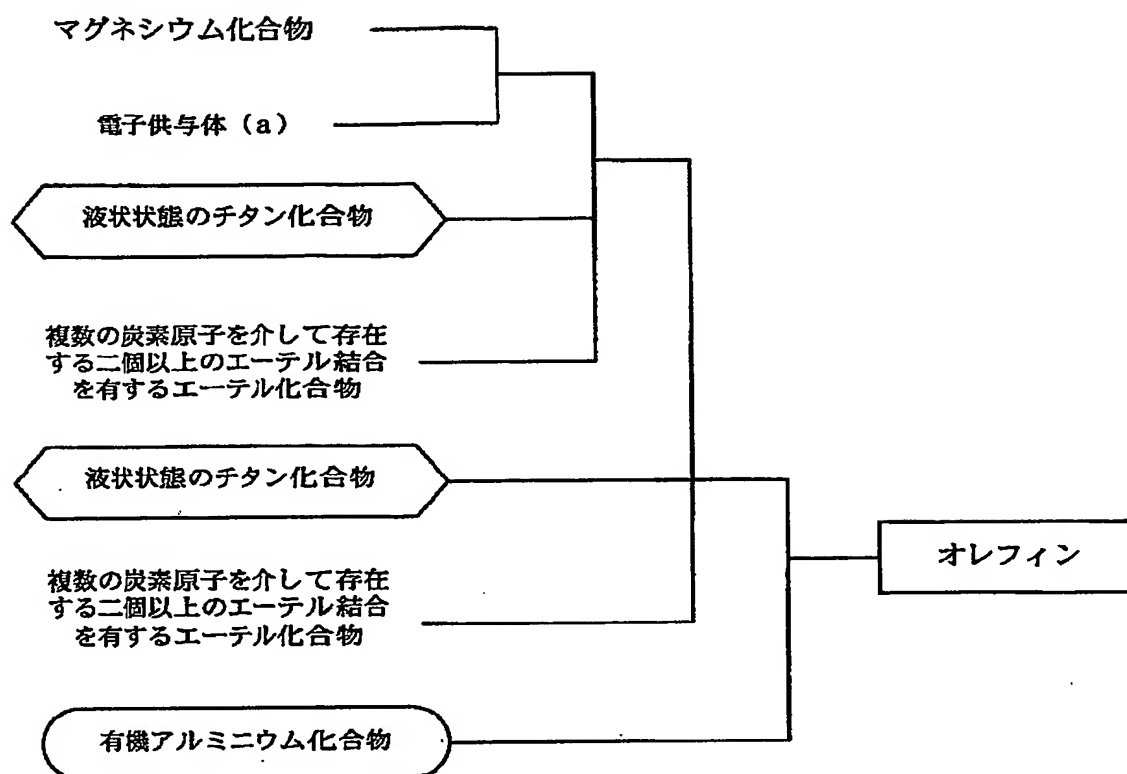 マグネシウム化合物
電子供与体（a）
液状状態のチタン化合物
複数の炭素原子を介して存在
する二個以上のエーテル結合
を有するエーテル化合物
液状状態のチタン化合物
オレフィン
複数の炭素原子を介して存在
する二個以上のエーテル結合
を有するエーテル化合物
有機アルミニウム化合物